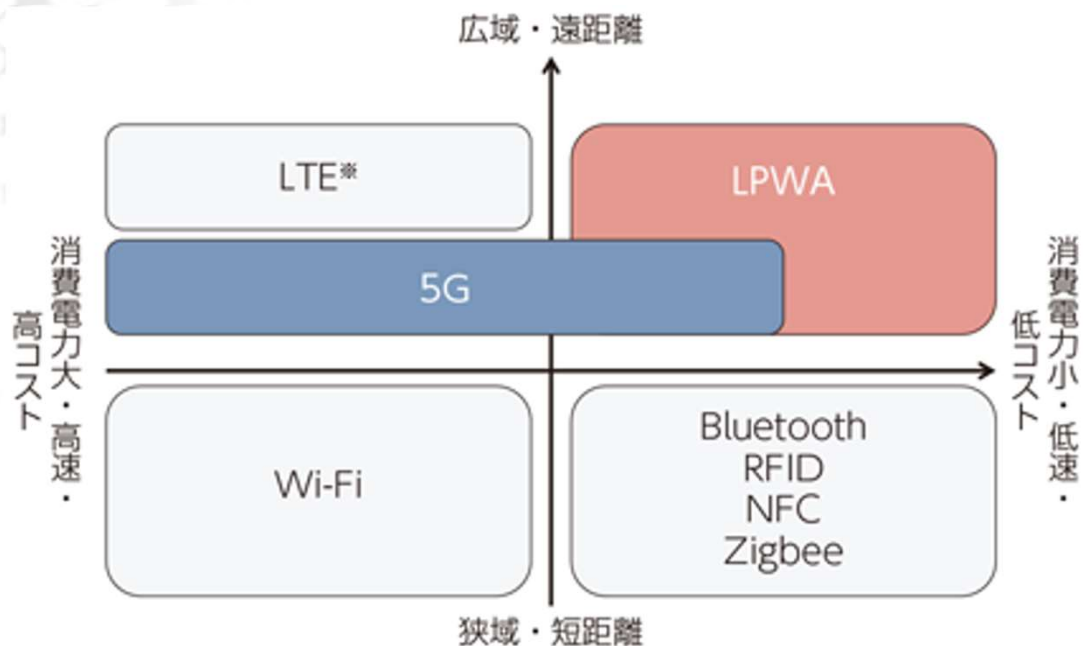 広域・遠距離
LTE※
LPWA
5G
消費電力大・高速・
高コスト
消費電力小・低速・
低コスト
Wi-Fi
Bluetooth
RFID
NFC
Zigbee
狭域・短距離